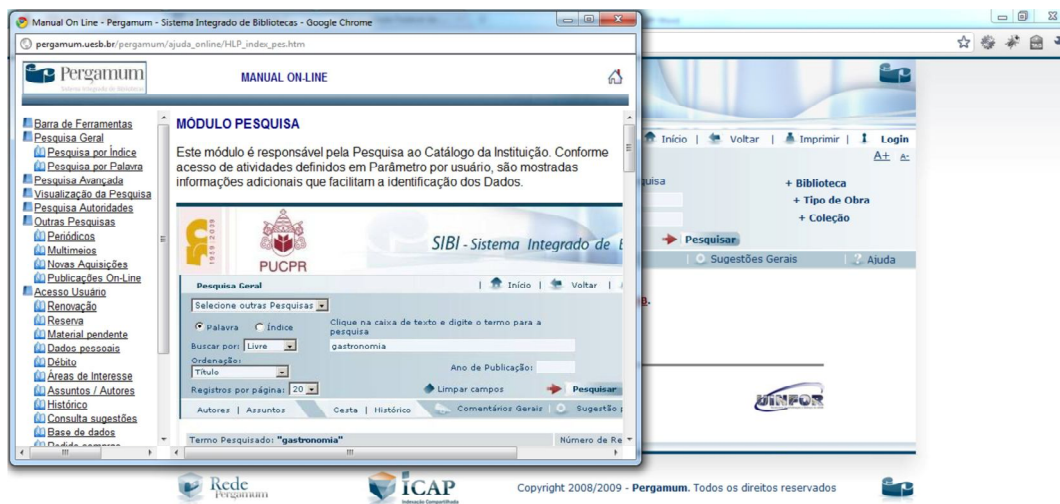 Manual On Line - Pergamum - Sistema Integrado de Bibliotecas - Google Chrome
pergamum.uesb.br/pergamum/ajuda_online/HLP_index_pes.htm
Pergamum
MANUAL ON-LINE
Barra de Ferramentas
Pesquisa Geral
Pesquisa por Índice
Pesquisa por Palavra
Pesquisa Avançada
Visualização da Pesquisa
Pesquisa Autoridades
Outras Pesquisas
Periódicos
Multimeios
Novas Aquisições
Publicações On-Line
Acesso Usuário
Renovação
Reserva
Material pendente
Dados pessoais
Débito
Áreas de Interesse
Assuntos / Autores
Histórico
Consulta sugestões
Base de dados
MÓDULO PESQUISA
Este módulo é responsável pela Pesquisa ao Catálogo da Instituição. Conforme
acesso de atividades definidos em Parâmetro por usuário, são mostradas
informações adicionais que facilitam a identificação dos Dados.
PUCPR
SIBI - Sistema Integrado de
Pesquisa Geral
| Início | Voltar |
Selecione outras Pesquisas
Palavra Índice
Clique na caixa de texto e digite o termo para a
pesquisa
Buscar por: Livre
gastronomia
Ordenação:
Título
Ano de Publicação:
Registros por página: 20
Limpar campos
Pesquisar
Autores | Assuntos
Cesta | Histórico
Comentários Gerais |
Sugestão
Termo Pesquisado: "gastronomia"
Número de Re
Início | Voltar | Imprimir | Login
A+ A-
quisa
+ Biblioteca
+ Tipo de Obra
+ Coleção
Pesquisar
| Sugestões Gerais
| Ajuda
UINFOR
Rede
Pergamum
ICAP
Indexação Compartilhada
Copyright 2008/2009 - Pergamum. Todos os direitos reservados